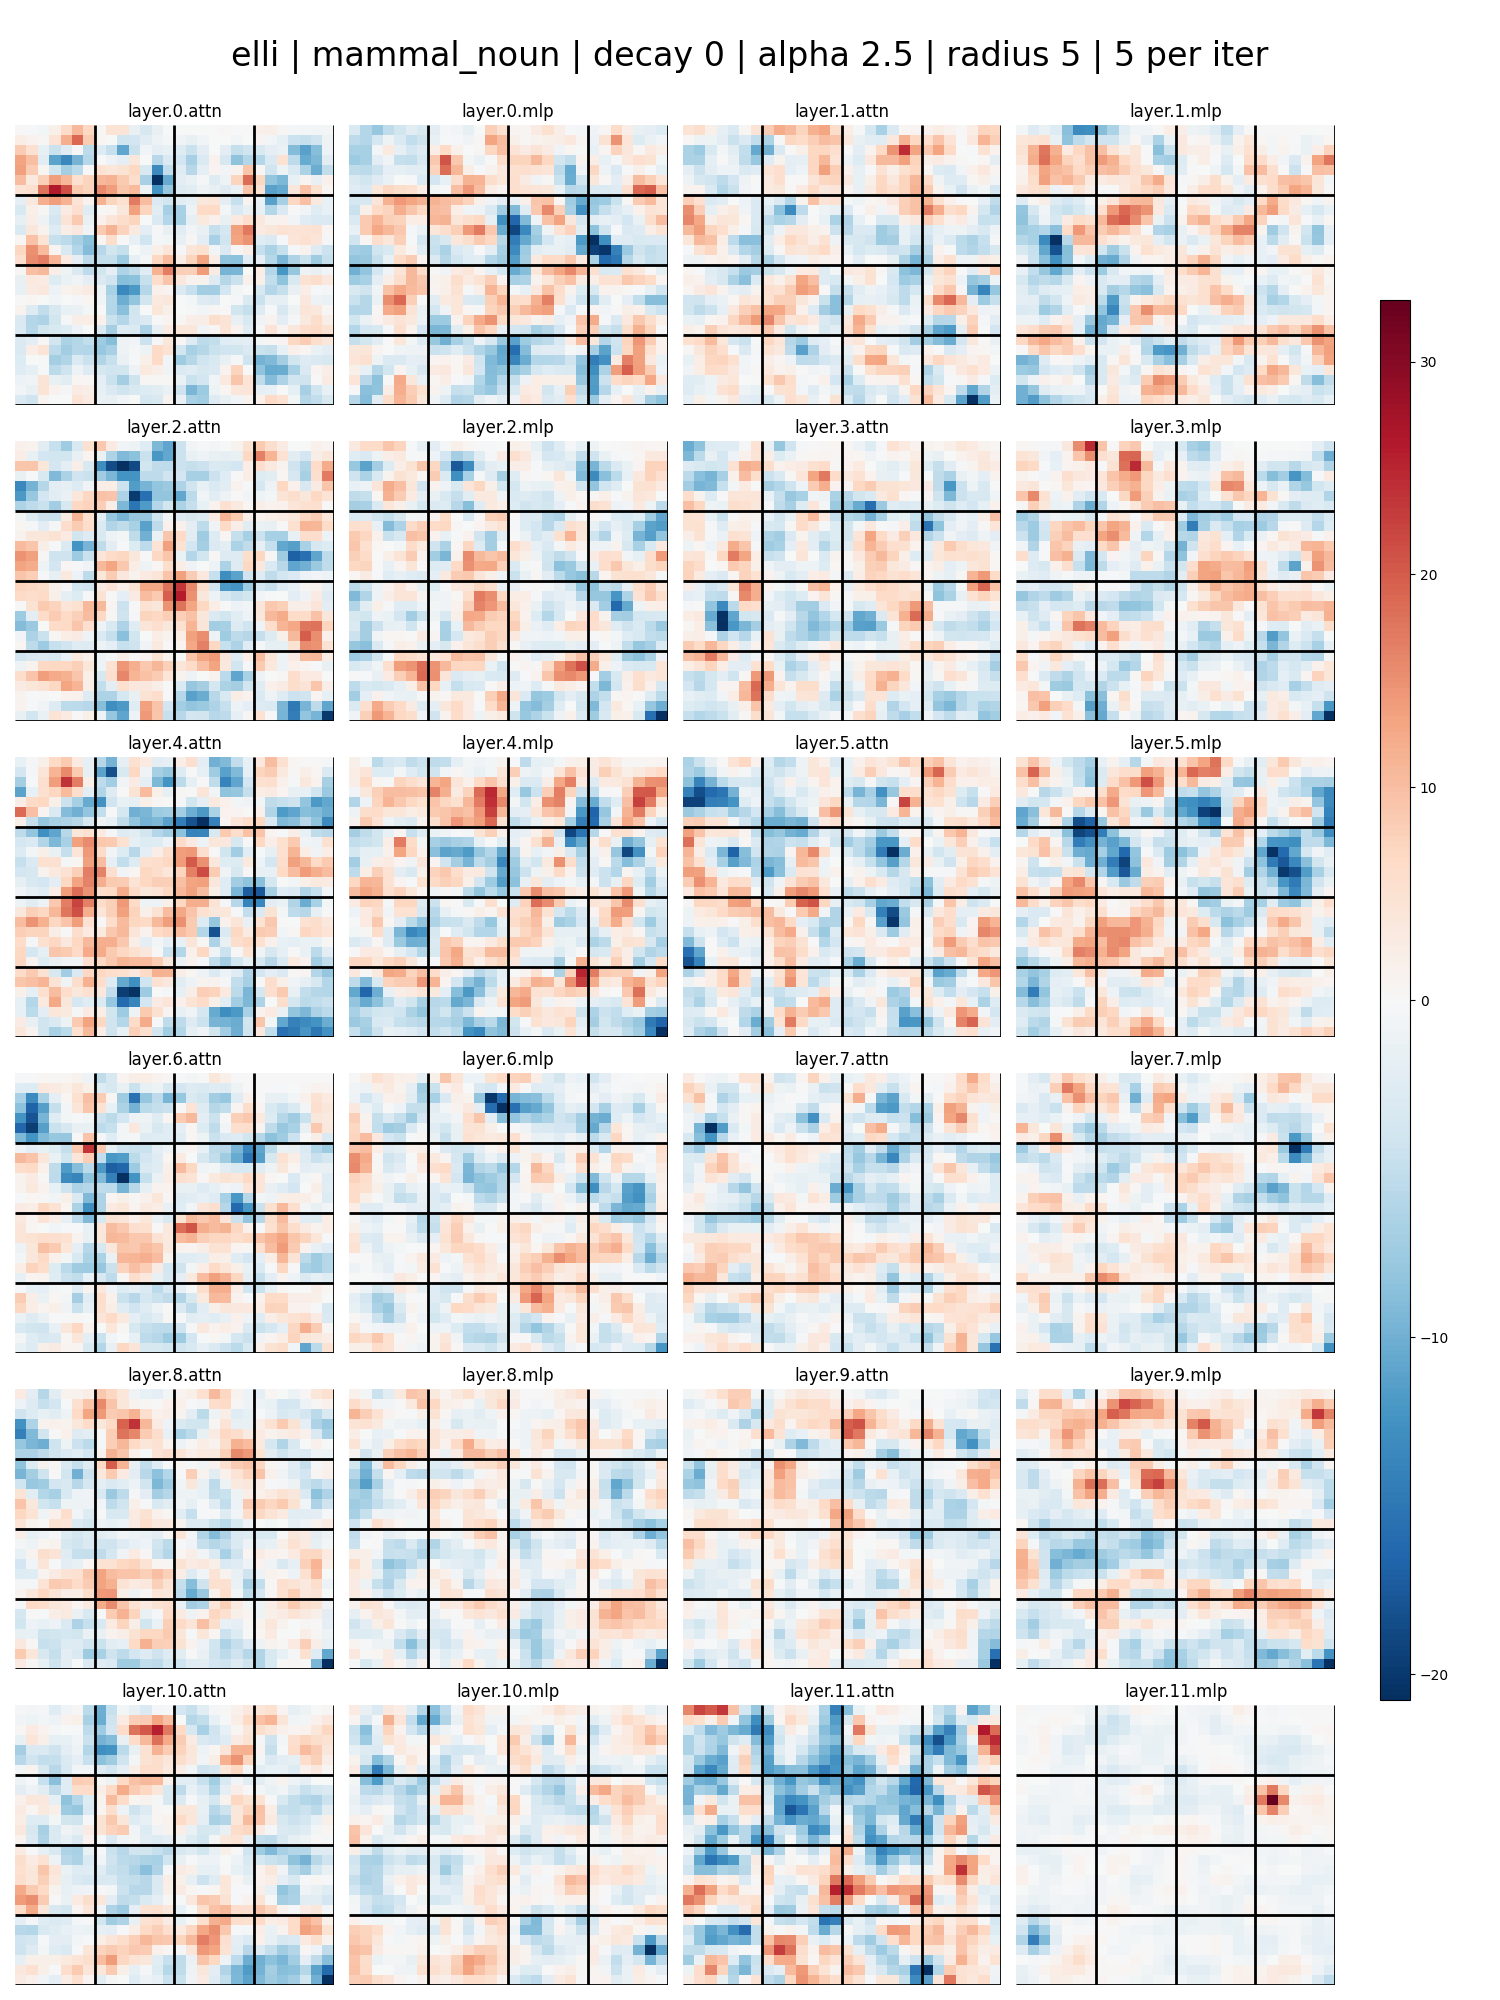 elli | mammal_noun | decay 0 | alpha 2.5 | radius 5 | 5 per iter
layer.0.attn
layer.0.mlp
layer.1.attn
layer.1.mlp
layer.2.attn
layer.2.mlp
layer.3.attn
layer.3.mlp
layer.4.attn
layer.4.mlp
layer.5.attn
layer.5.mlp
layer.6.attn
layer.6.mlp
layer.7.attn
layer.7.mlp
layer.8.attn
layer.8.mlp
layer.9.attn
layer.9.mlp
layer.10.attn
layer.10.mlp
layer.11.attn
layer.11.mlp
30
20
10
0
−10
−20